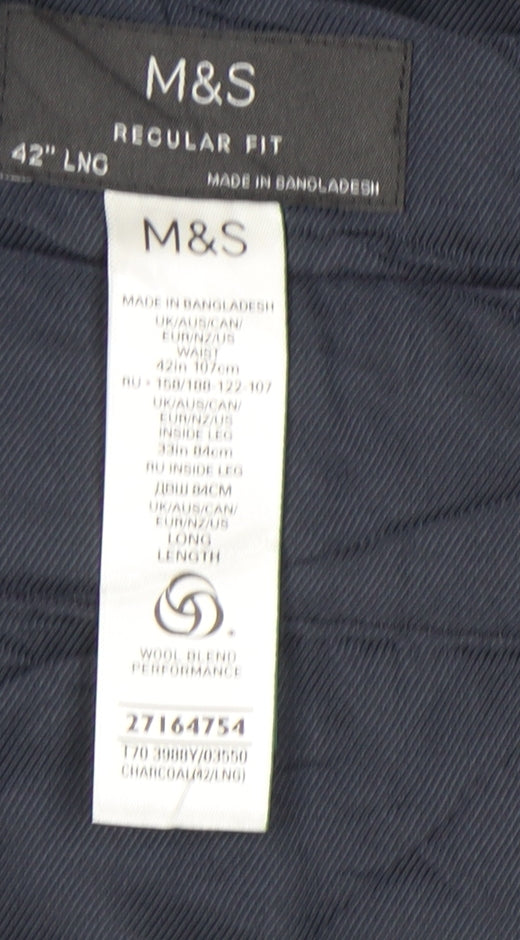 M&S
REGULAR FIT
42" LNG
MADE IN BANGLADESH
M&S
MADE IN BANGLADESH
UK/AUS/CAN/
EUR/NZ/US
WAIST
42in 107cm
RU - 158/188-122-107
UK/AUS/CAN/
EUR/NZ/US
INSIDE LEG
33in 84cm
RU INSIDE LEG
ДВШ 84CM
UK/AUS/CAN/
EUR/NZ/US
LONG
LENGTH
WOOL BLEND
PERFORMANCE
27164754
T70 3988Y/03550
CHARCOAL(42/LNG)